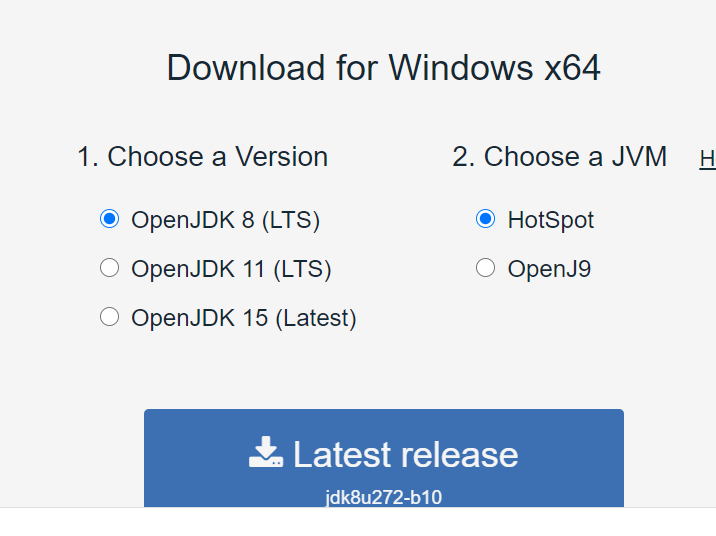 Download for Windows x64
1. Choose a Version
2. Choose a JVM
OpenJDK 8 (LTS)
HotSpot
OpenJDK 11 (LTS)
OpenJ9
OpenJDK 15 (Latest)
Latest release
jdk8u272-b10